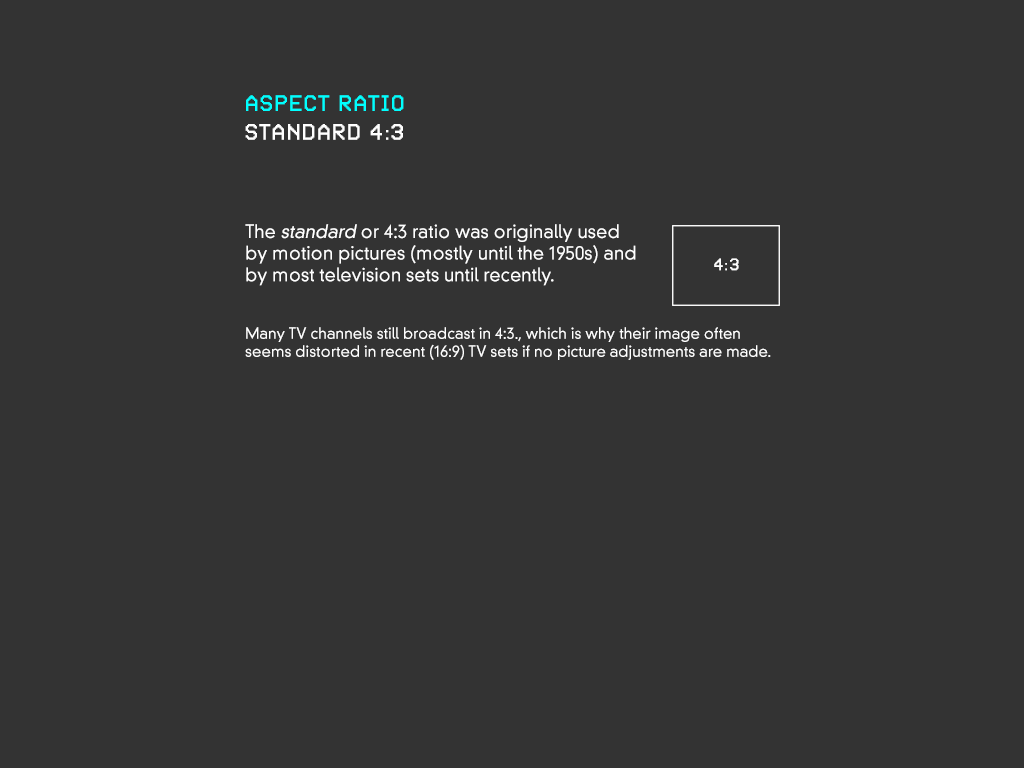 ASPECT RATIO
STANDARD 4:3
The standard or 4:3 ratio was originally used
by motion pictures (mostly until the 1950s) and
by most television sets until recently.
4:3
Many TV channels still broadcast in 4:3., which is why their image often
seems distorted in recent (16:9) TV sets if no picture adjustments are made.